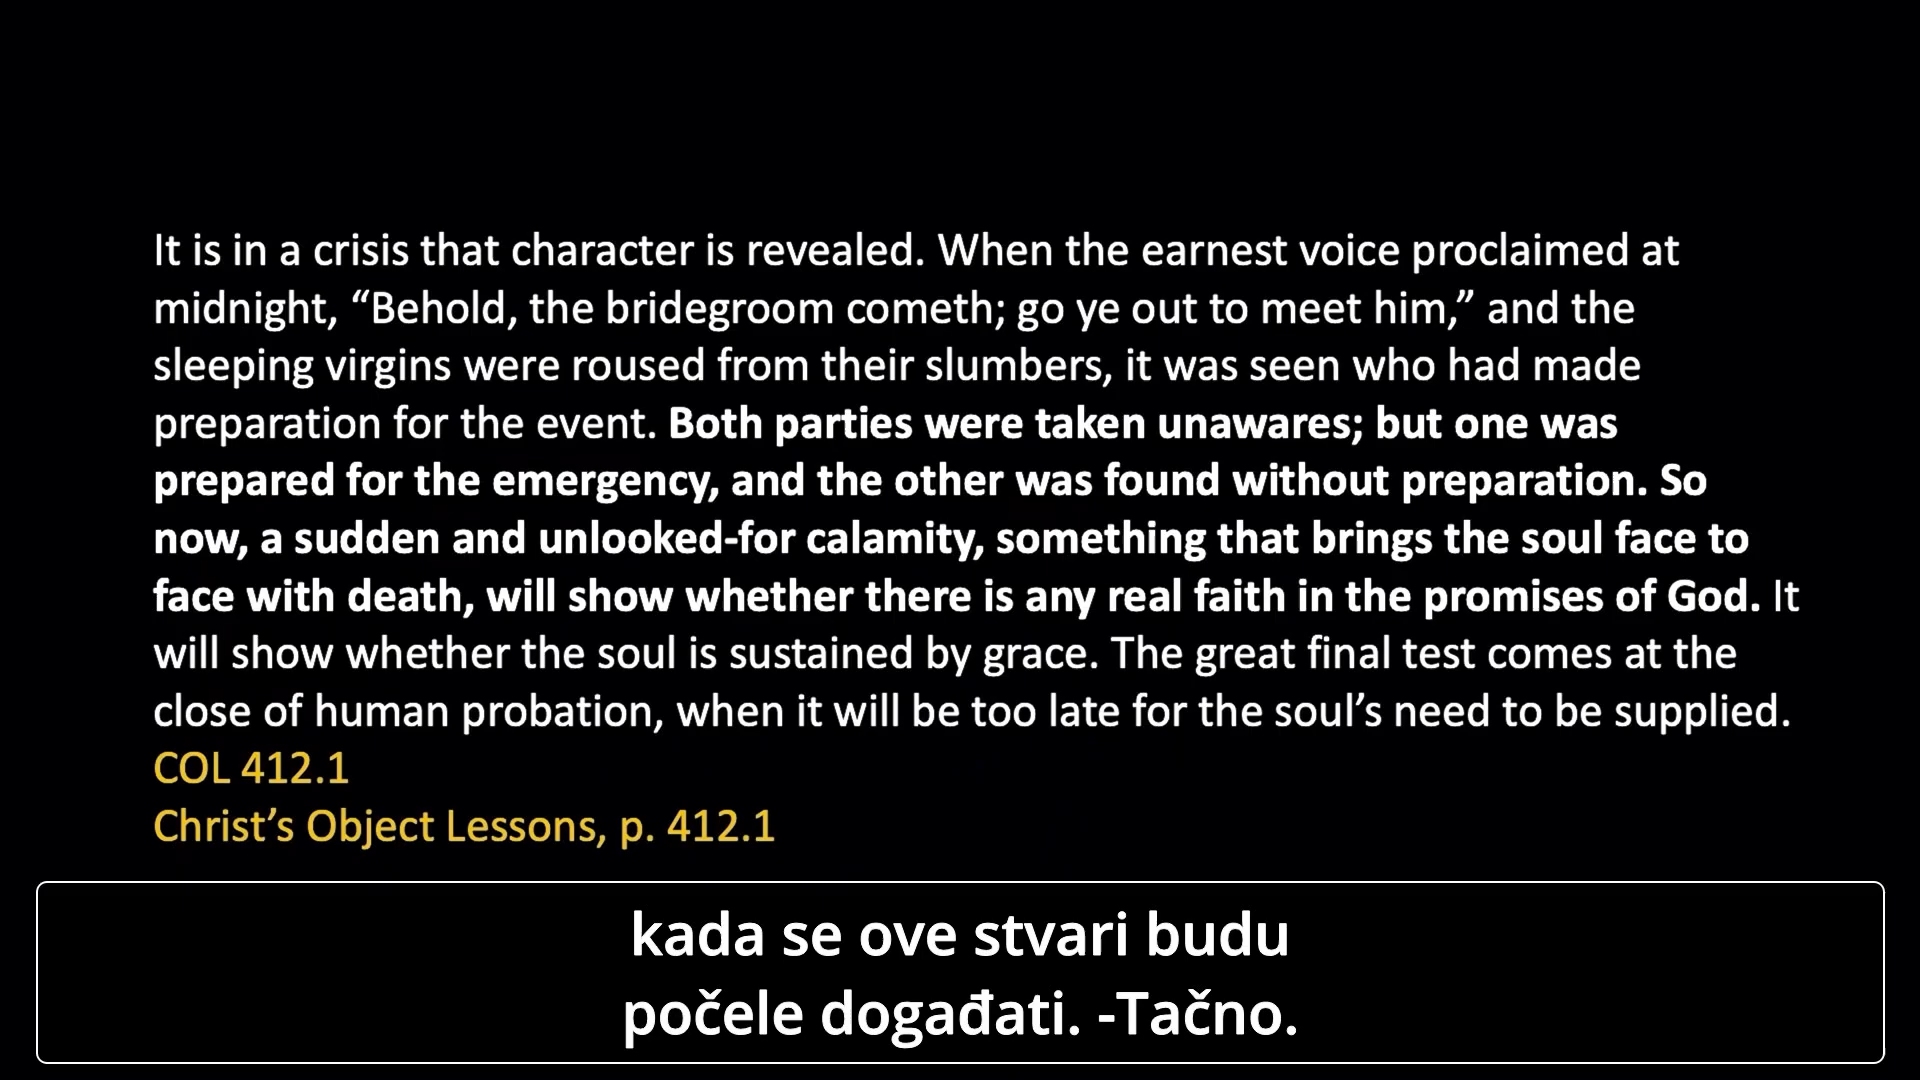 It is in a crisis that character is revealed. When the earnest voice proclaimed at
midnight, “Behold, the bridegroom cometh; go ye out to meet him,” and the
sleeping virgins were roused from their slumbers, it was seen who had made
preparation for the event. Both parties were taken unawares; but one was
prepared for the emergency, and the other was found without preparation. So
now, a sudden and unlooked-for calamity, something that brings the soul face to
face with death, will show whether there is any real faith in the promises of God. It
will show whether the soul is sustained by grace. The great final test comes at the
close of human probation, when it will be too late for the soul’s need to be supplied.
COL 412.1
Christ’s Object Lessons, p. 412.1
kada se ove stvari budu
počele događati. -Tačno.